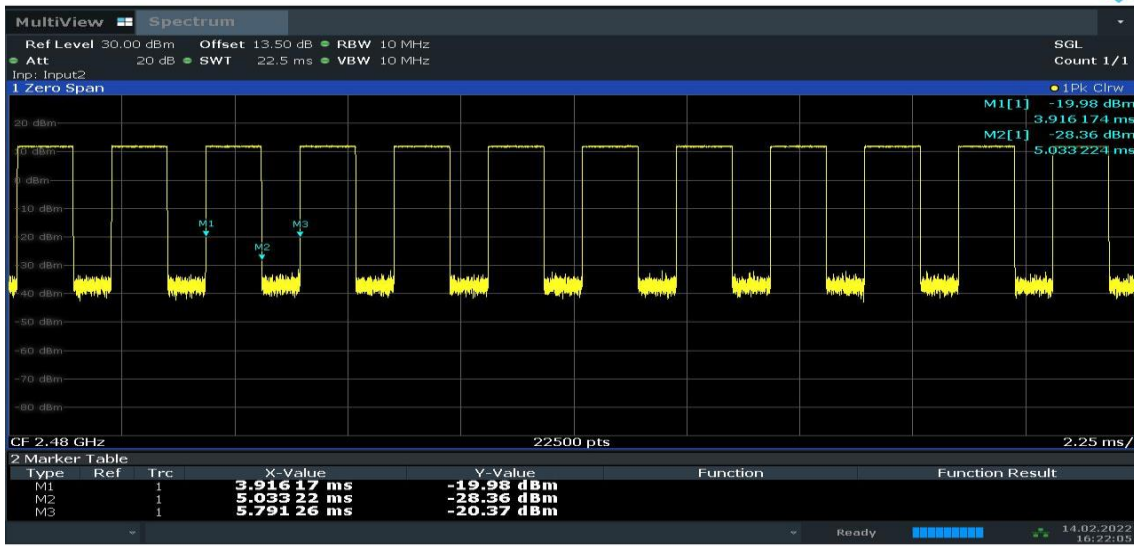 MultiView Spectrum
Ref Level 30.00 dBm Offset 13.50 dB RBW 10 MHz SGL
Att 20 dB SWT 22.5 ms VBW 10 MHz Count 1/1
Inp: Input2
1 Zero Span 1Pk Clrw
M1[1] -19.98 dBm
20 dBm 3.916 174 ms
M2[1] -28.36 dBm
10 dBm 5.033 224 ms
0 dBm
-10 dBm
M1 M3
-20 dBm
M2
-30 dBm
-40 dBm
-50 dBm
-60 dBm
-70 dBm
-80 dBm
CF 2.48 GHz 22500 pts 2.25 ms/
2 Marker Table
Type Ref Trc X-Value Y-Value Function Function Result
M1 1 3.916 17 ms -19.98 dBm
M2 1 5.033 22 ms -28.36 dBm
M3 1 5.791 26 ms -20.37 dBm
Ready 14.02.2022
16:22:05